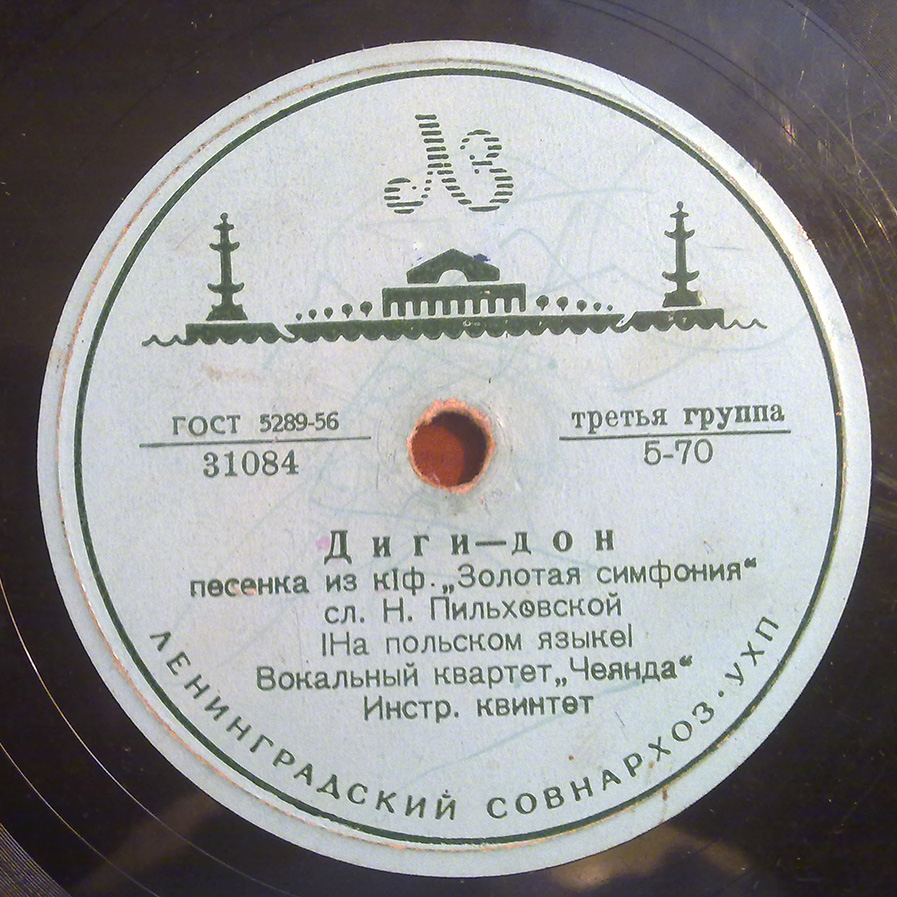 ЛЗ
ГОСТ 5289-56
31084
третья группа
5-70
Диги—дон
песенка из к|ф. „Золотая симфония“
сл. Н. Пильховской
|На польском языке|
Вокальный квартет „Чеянда“
Инстр. квинтет
ЛЕНИНГРАДСКИЙ СОВНАРХОЗ · УХП